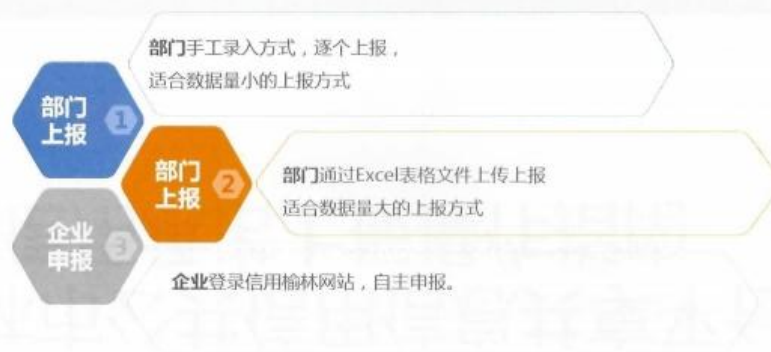 部门手工录入方式，逐个上报，
适合数据量小的上报方式
部门
上报
1
部门
上报
2
部门通过Excel表格文件上传上报
适合数据量大的上报方式
企业
申报
3
企业登录信用榆林网站，自主申报。